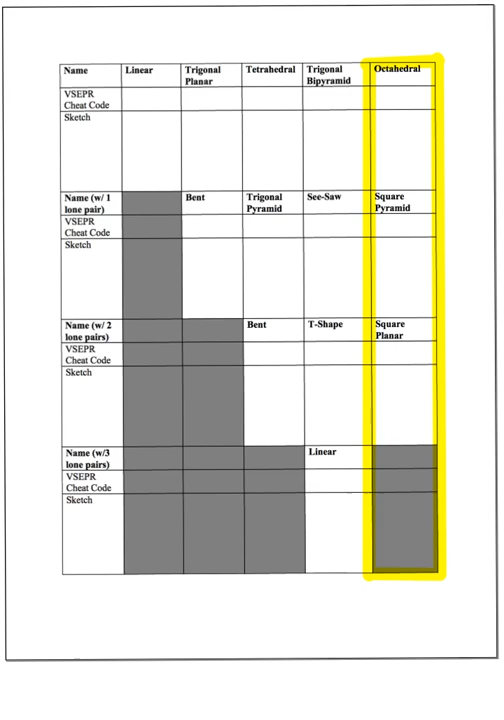 Name Linear Trigonal Planar Tetrahedral Trigonal Bipyramid Octahedral
VSEPR Cheat Code
Sketch
Name (w/ 1 lone pair) Bent Trigonal Pyramid See-Saw Square Pyramid
VSEPR Cheat Code
Sketch
Name (w/ 2 lone pairs) Bent T-Shape Square Planar
VSEPR Cheat Code
Sketch
Name (w/3 lone pairs) Linear
VSEPR Cheat Code
Sketch